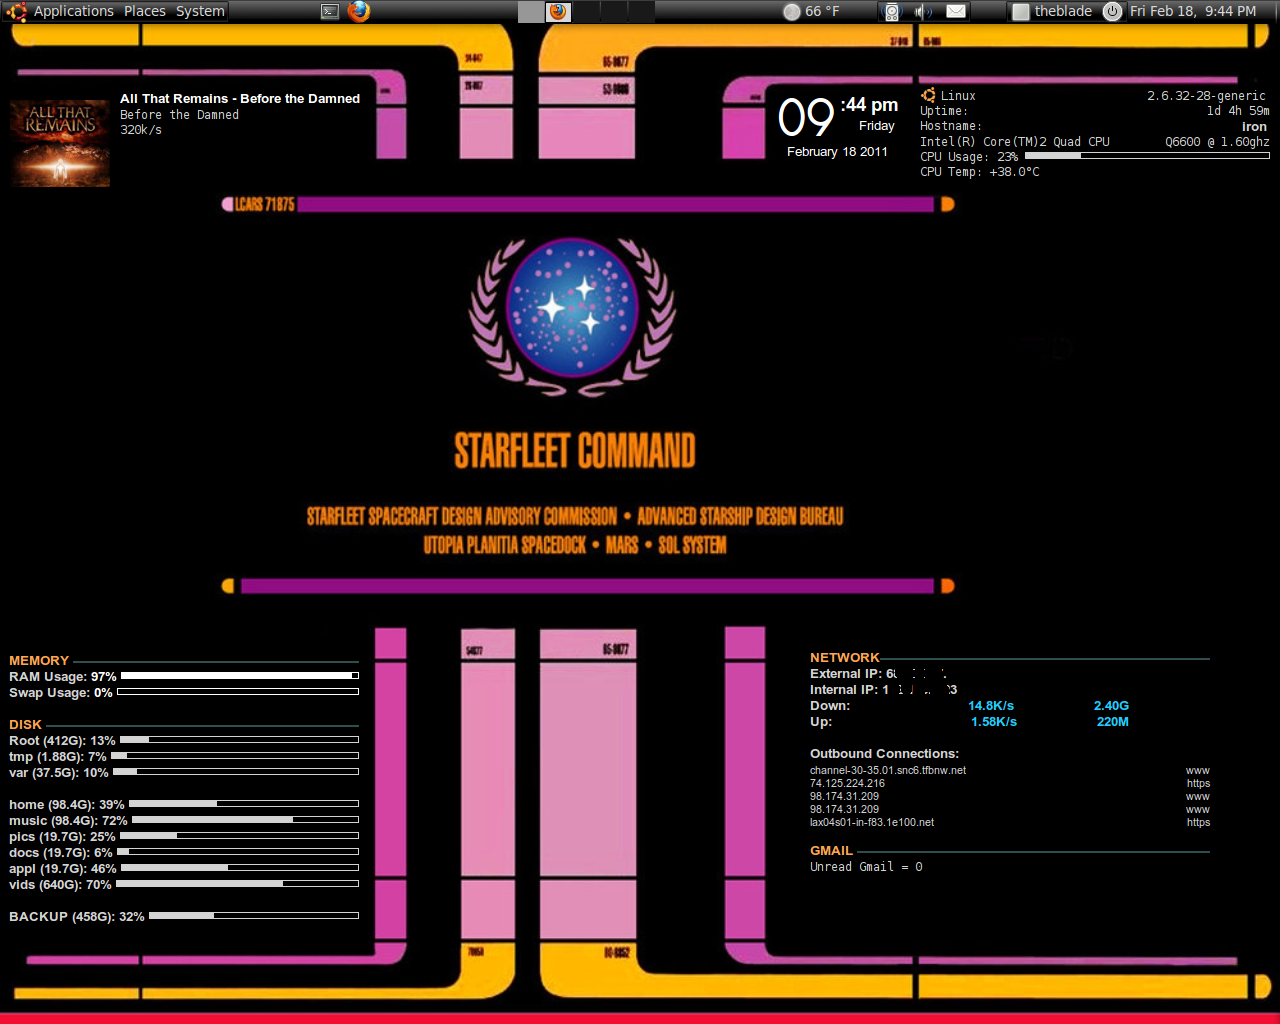 Applications Places System
66 °F
theblade
Fri Feb 18, 9:44 PM
65-0877
52-0986
All That Remains - Before the Damned
Before the Damned
320k/s
ALL THAT
REMAINS
09 :44 pm
Friday
February 18 2011
Linux 2.6.32-28-generic
Uptime: 1d 4h 59m
Hostname: iron
Intel(R) Core(TM)2 Quad CPU Q6600 @ 1.60ghz
CPU Usage: 23%
CPU Temp: +38.0°C
LCARS 71875
STARFLEET COMMAND
STARFLEET SPACECRAFT DESIGN ADVISORY COMMISSION • ADVANCED STARSHIP DESIGN BUREAU
UTOPIA PLANITIA SPACEDOCK • MARS • SOL SYSTEM
65-0877
MEMORY
RAM Usage: 97%
Swap Usage: 0%
DISK
Root (412G): 13%
tmp (1.88G): 7%
var (37.5G): 10%
home (98.4G): 39%
music (98.4G): 72%
pics (19.7G): 25%
docs (19.7G): 6%
appl (19.7G): 46%
vids (640G): 70%
BACKUP (458G): 32%
NETWORK
External IP:
Internal IP:
Down: 14.8K/s 2.40G
Up: 1.58K/s 220M
Outbound Connections:
channel-30-35.01.snc6.tfbnw.net www
74.125.224.216 https
98.174.31.209 www
98.174.31.209 www
lax04s01-in-f83.1e100.net https
GMAIL
Unread Gmail = 0